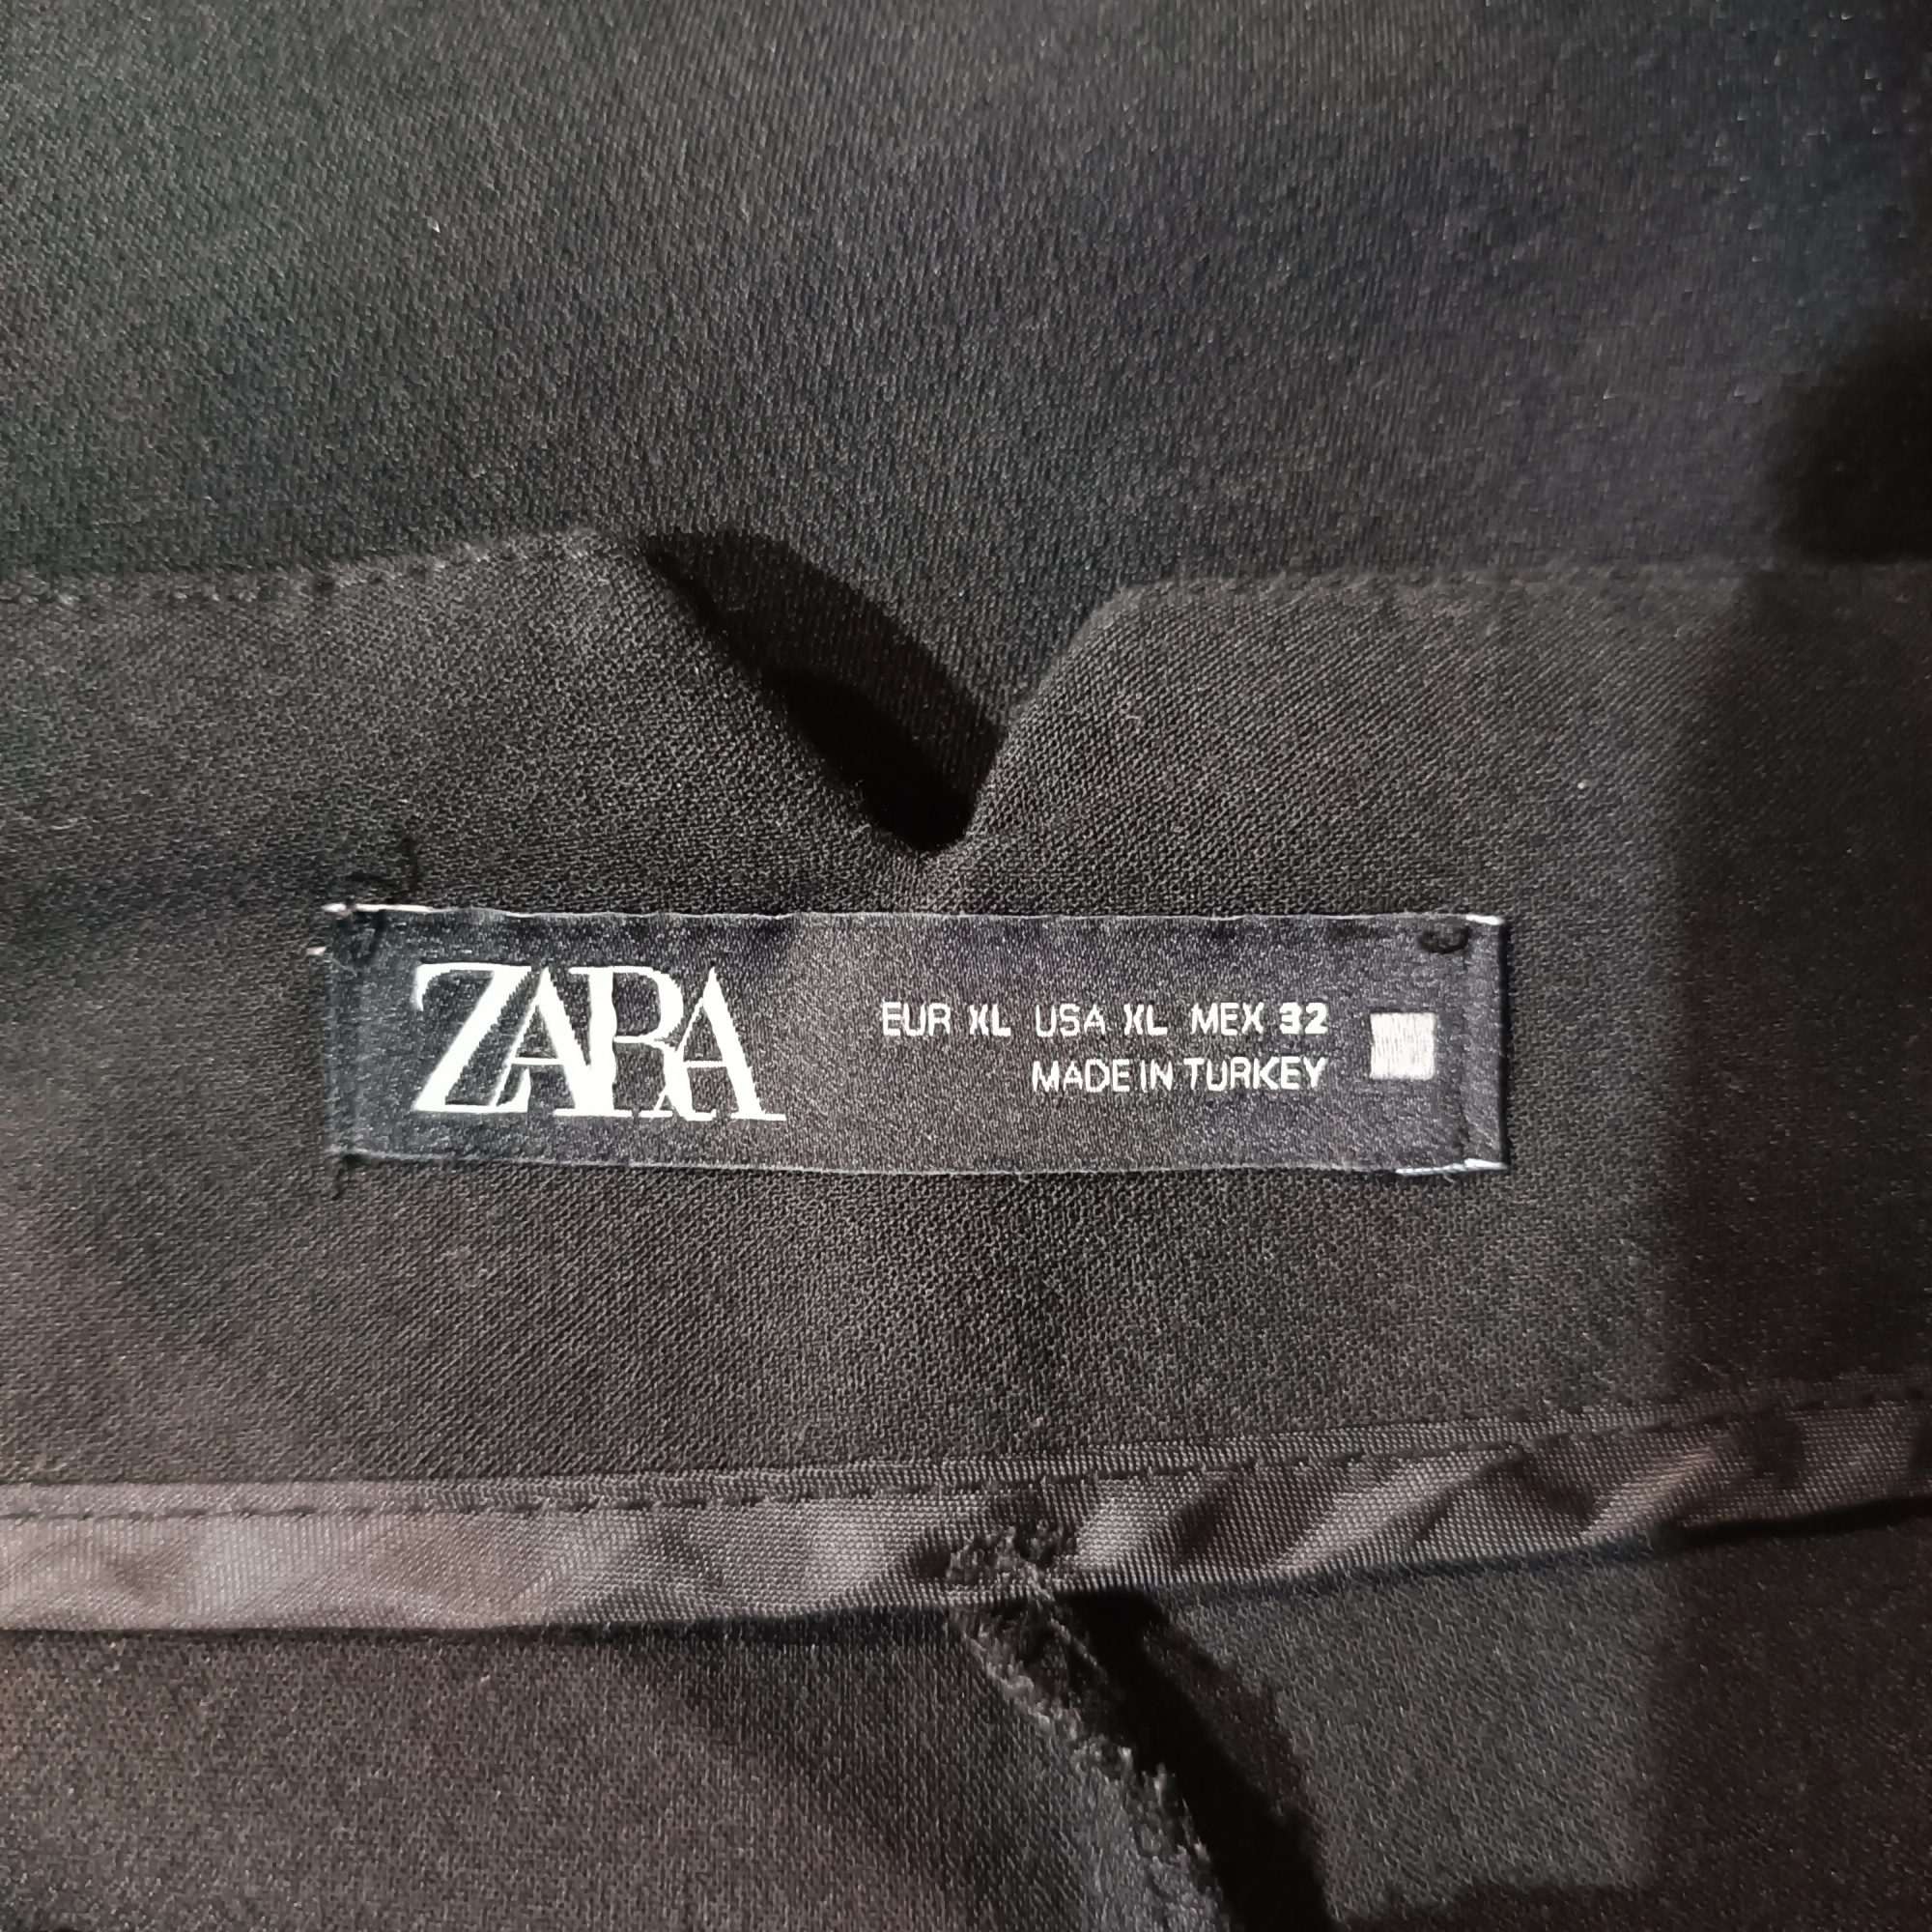 ZARA
EUR XL USA XL MEX 32
MADE IN TURKEY